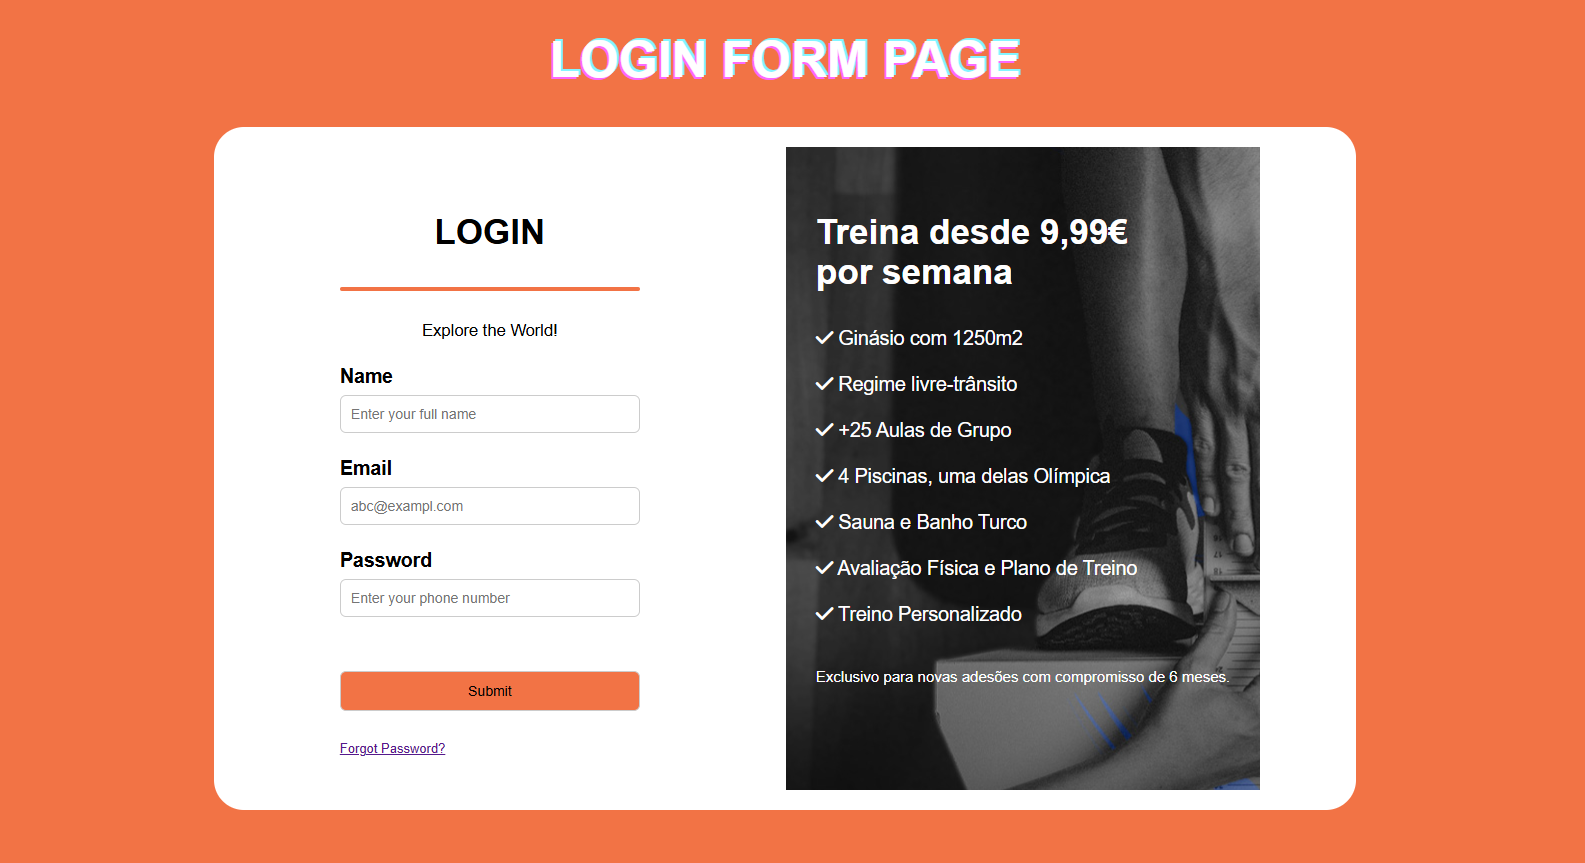 LOGIN FORM PAGE
LOGIN
Explore the World!
Name
Enter your full name
Email
abc@exampl.com
Password
Enter your phone number
Submit
Forgot Password?
Treina desde 9,99€
por semana
Ginásio com 1250m2
Regime livre-trânsito
+25 Aulas de Grupo
4 Piscinas, uma delas Olímpica
Sauna e Banho Turco
Avaliação Física e Plano de Treino
Treino Personalizado
Exclusivo para novas adesões com compromisso de 6 meses.